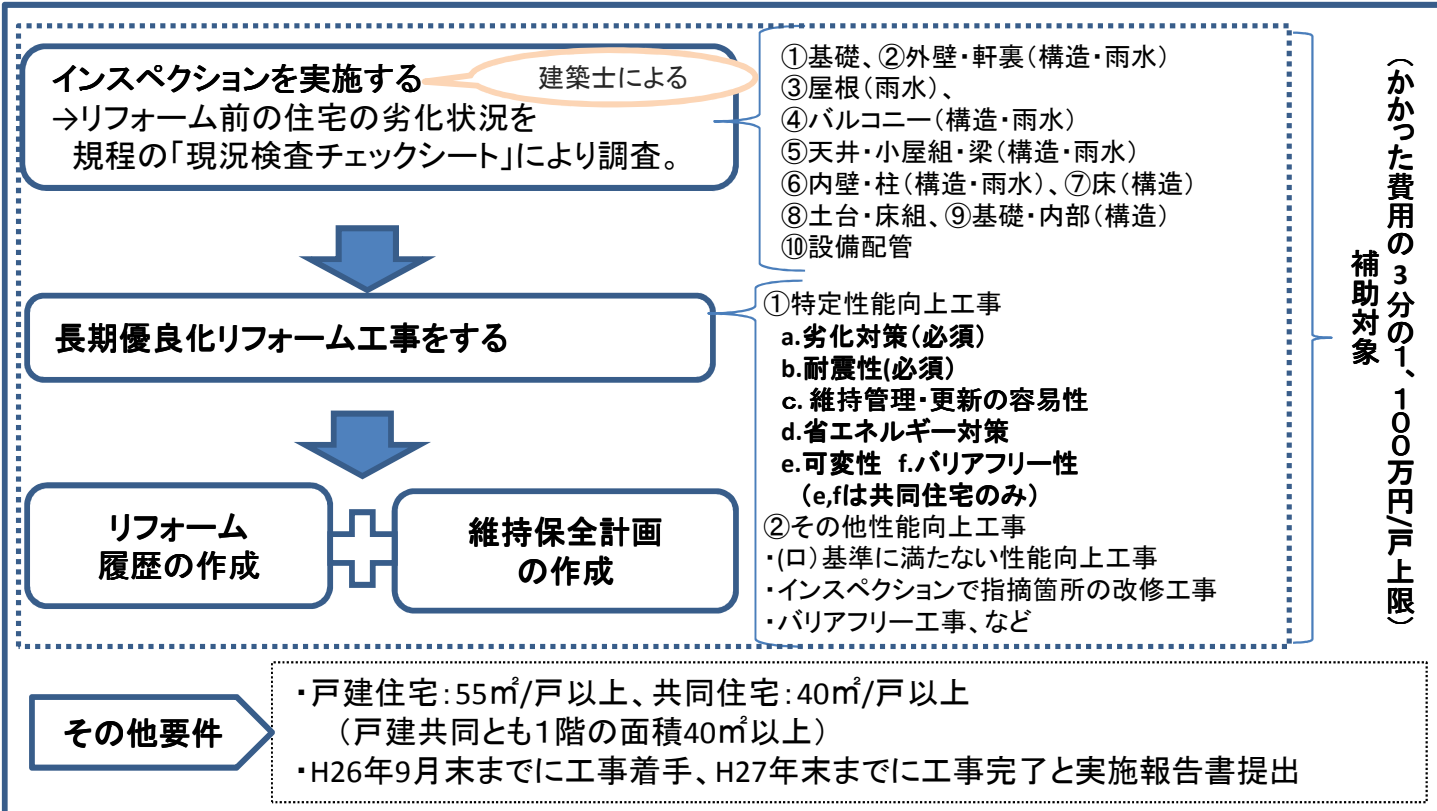 インスペクションを実施する
建築士による
→リフォーム前の住宅の劣化状況を
規程の「現況検査チェックシート」により調査。
①基礎、②外壁・軒裏(構造・雨水)
③屋根(雨水)、
④バルコニー(構造・雨水)
⑤天井・小屋組・梁(構造・雨水)
⑥内壁・柱(構造・雨水)、⑦床(構造)
⑧土台・床組、⑨基礎・内部(構造)
⑩設備配管
長期優良化リフォーム工事をする
①特定性能向上工事
a.劣化対策(必須)
b.耐震性(必須)
c. 維持管理・更新の容易性
d.省エネルギー対策
e.可変性 f.バリアフリー性
(e,fは共同住宅のみ)
②その他性能向上工事
・(ロ)基準に満たない性能向上工事
・インスペクションで指摘箇所の改修工事
・バリアフリー工事、など
リフォーム
履歴の作成
維持保全計画
の作成
補助対象
(かかった費用の3分の1、100万円/戸上限)
その他要件
・戸建住宅:55㎡/戸以上、共同住宅:40㎡/戸以上
(戸建共同とも1階の面積40㎡以上)
・H26年9月末までに工事着手、H27年末までに工事完了と実施報告書提出